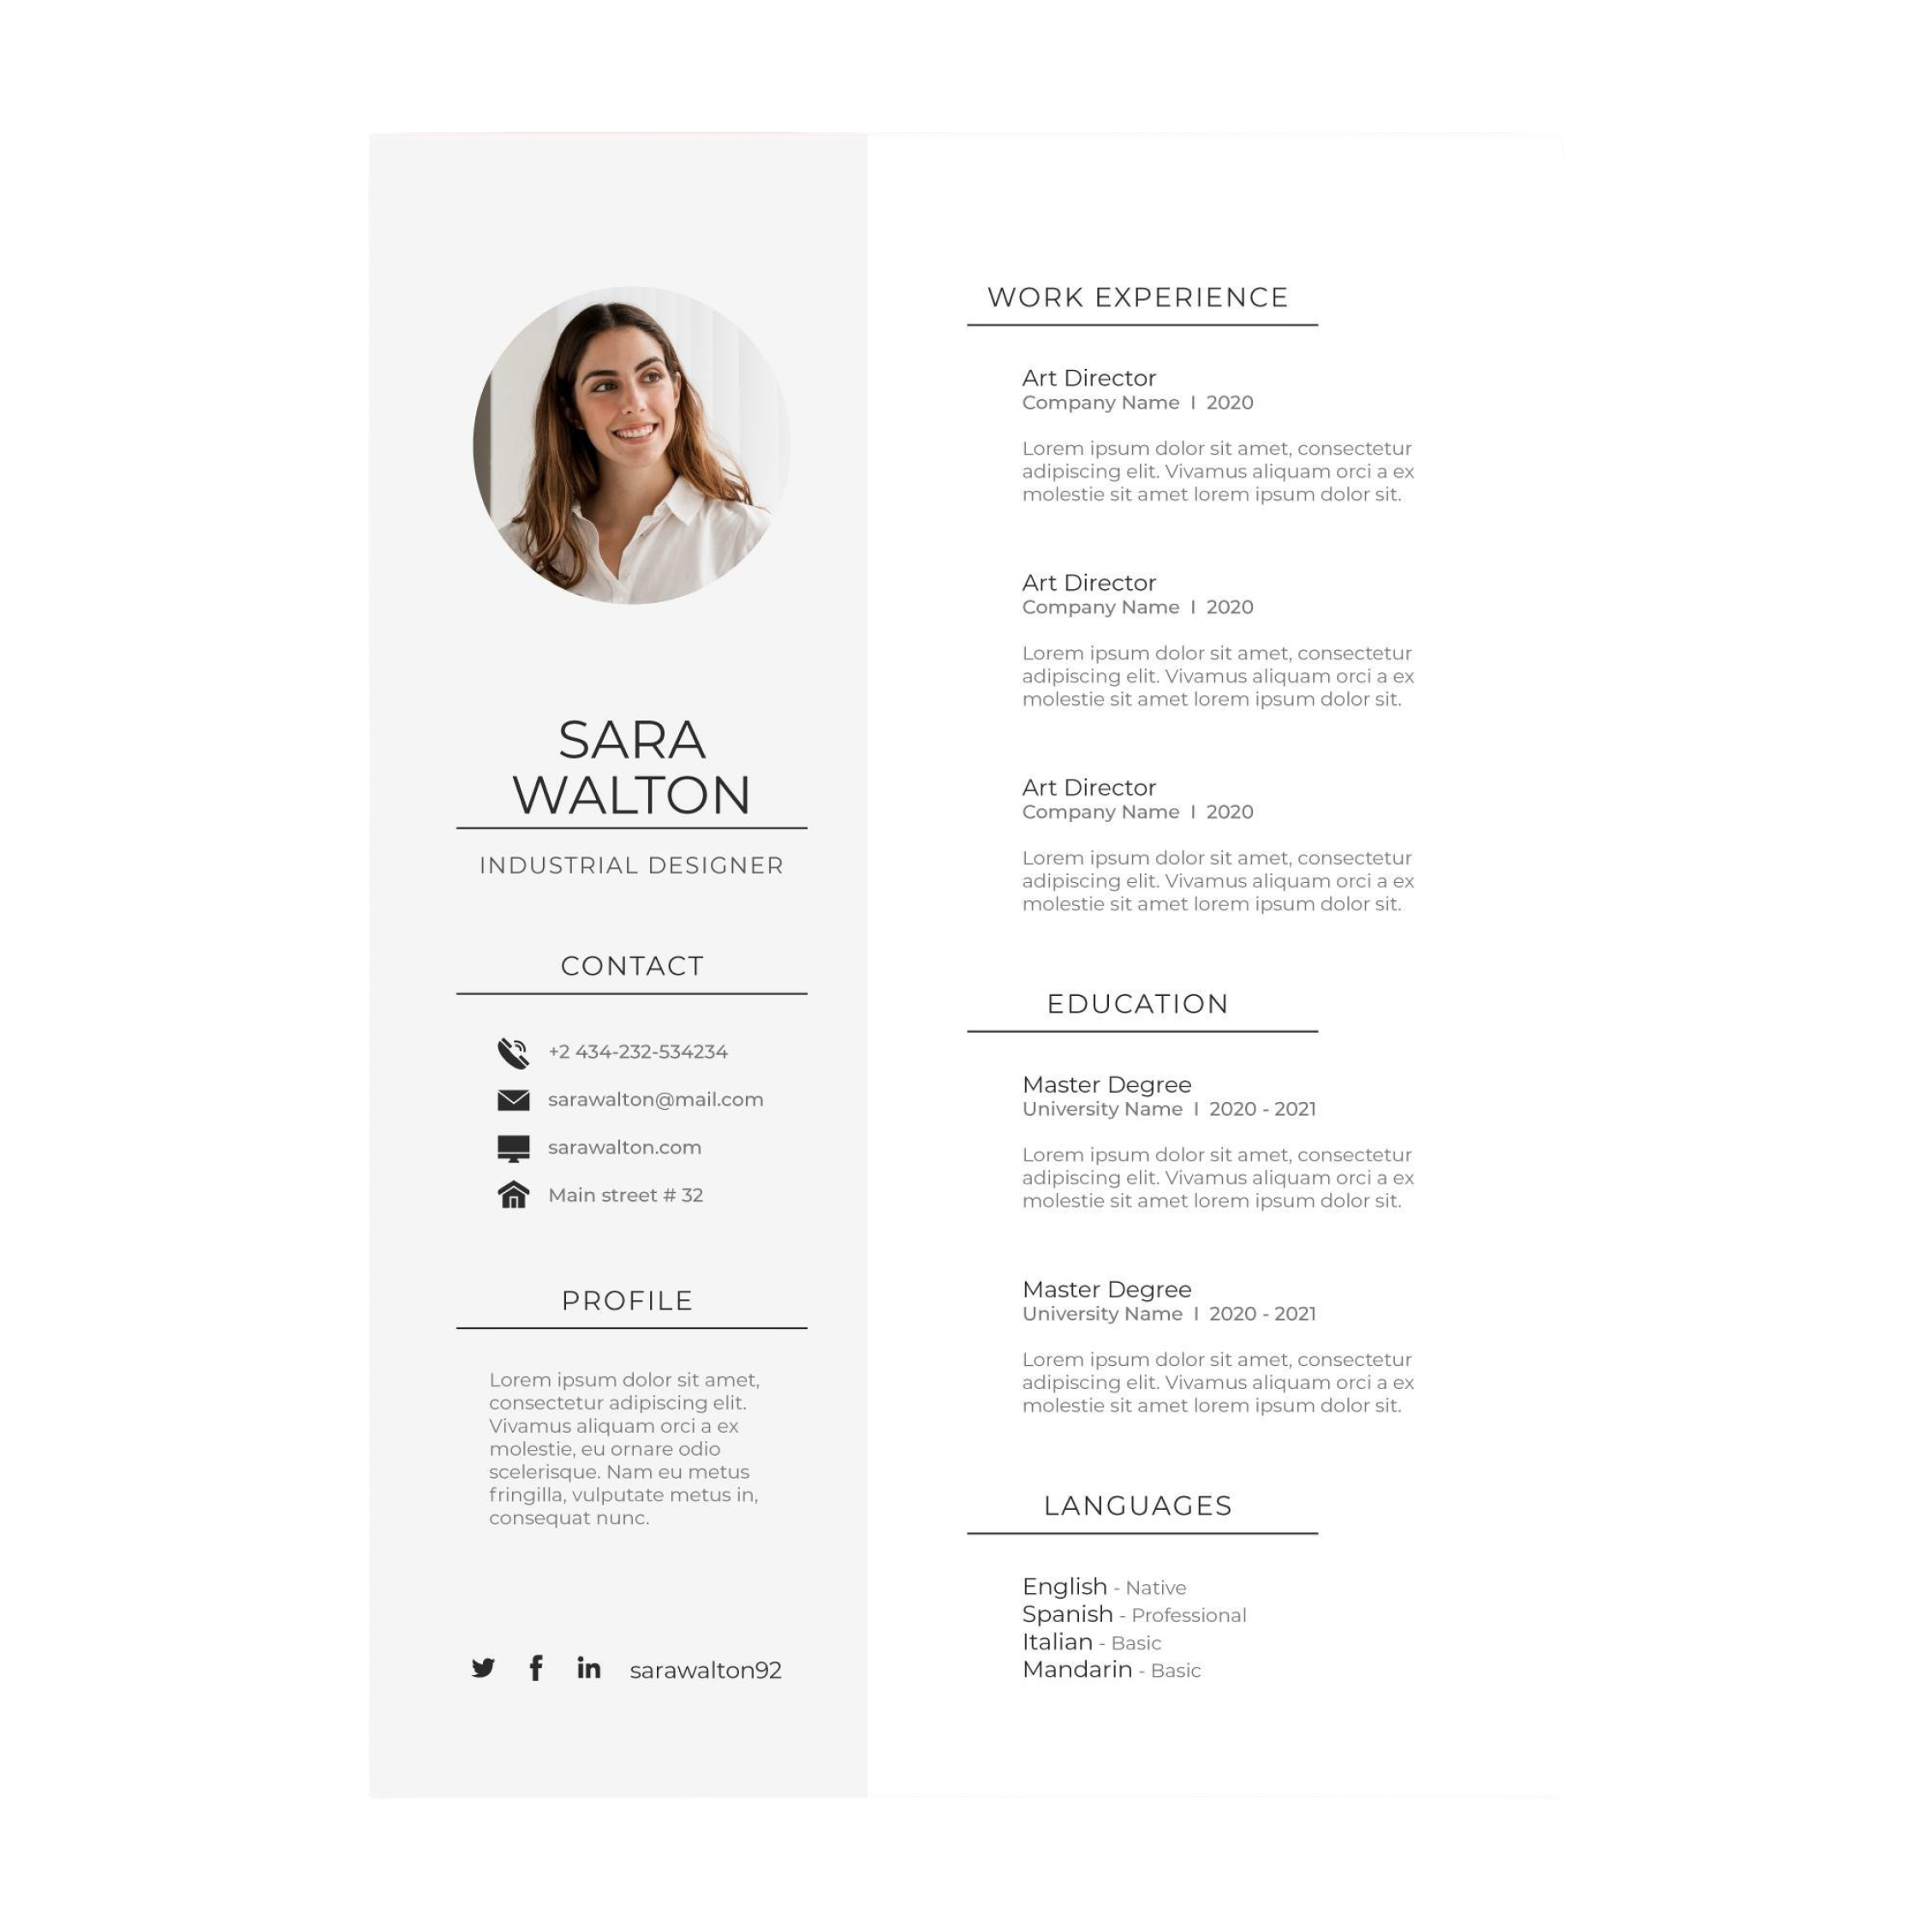 SARA
WALTON
INDUSTRIAL DESIGNER
CONTACT
+2 434-232-534234
sarawalton@mail.com
sarawalton.com
Main street # 32
PROFILE
Lorem ipsum dolor sit amet,
consectetur adipiscing elit.
Vivamus aliquam orci a ex
molestie, eu ornare odio
scelerisque. Nam eu metus
fringilla, vulputate metus in,
consequat nunc.
sarawalton92
WORK EXPERIENCE
Art Director
Company Name I 2020
Lorem ipsum dolor sit amet, consectetur
adipiscing elit. Vivamus aliquam orci a ex
molestie sit amet lorem ipsum dolor sit.
Art Director
Company Name I 2020
Lorem ipsum dolor sit amet, consectetur
adipiscing elit. Vivamus aliquam orci a ex
molestie sit amet lorem ipsum dolor sit.
Art Director
Company Name I 2020
Lorem ipsum dolor sit amet, consectetur
adipiscing elit. Vivamus aliquam orci a ex
molestie sit amet lorem ipsum dolor sit.
EDUCATION
Master Degree
University Name I 2020 - 2021
Lorem ipsum dolor sit amet, consectetur
adipiscing elit. Vivamus aliquam orci a ex
molestie sit amet lorem ipsum dolor sit.
Master Degree
University Name I 2020 - 2021
Lorem ipsum dolor sit amet, consectetur
adipiscing elit. Vivamus aliquam orci a ex
molestie sit amet lorem ipsum dolor sit.
LANGUAGES
English - Native
Spanish - Professional
Italian - Basic
Mandarin - Basic